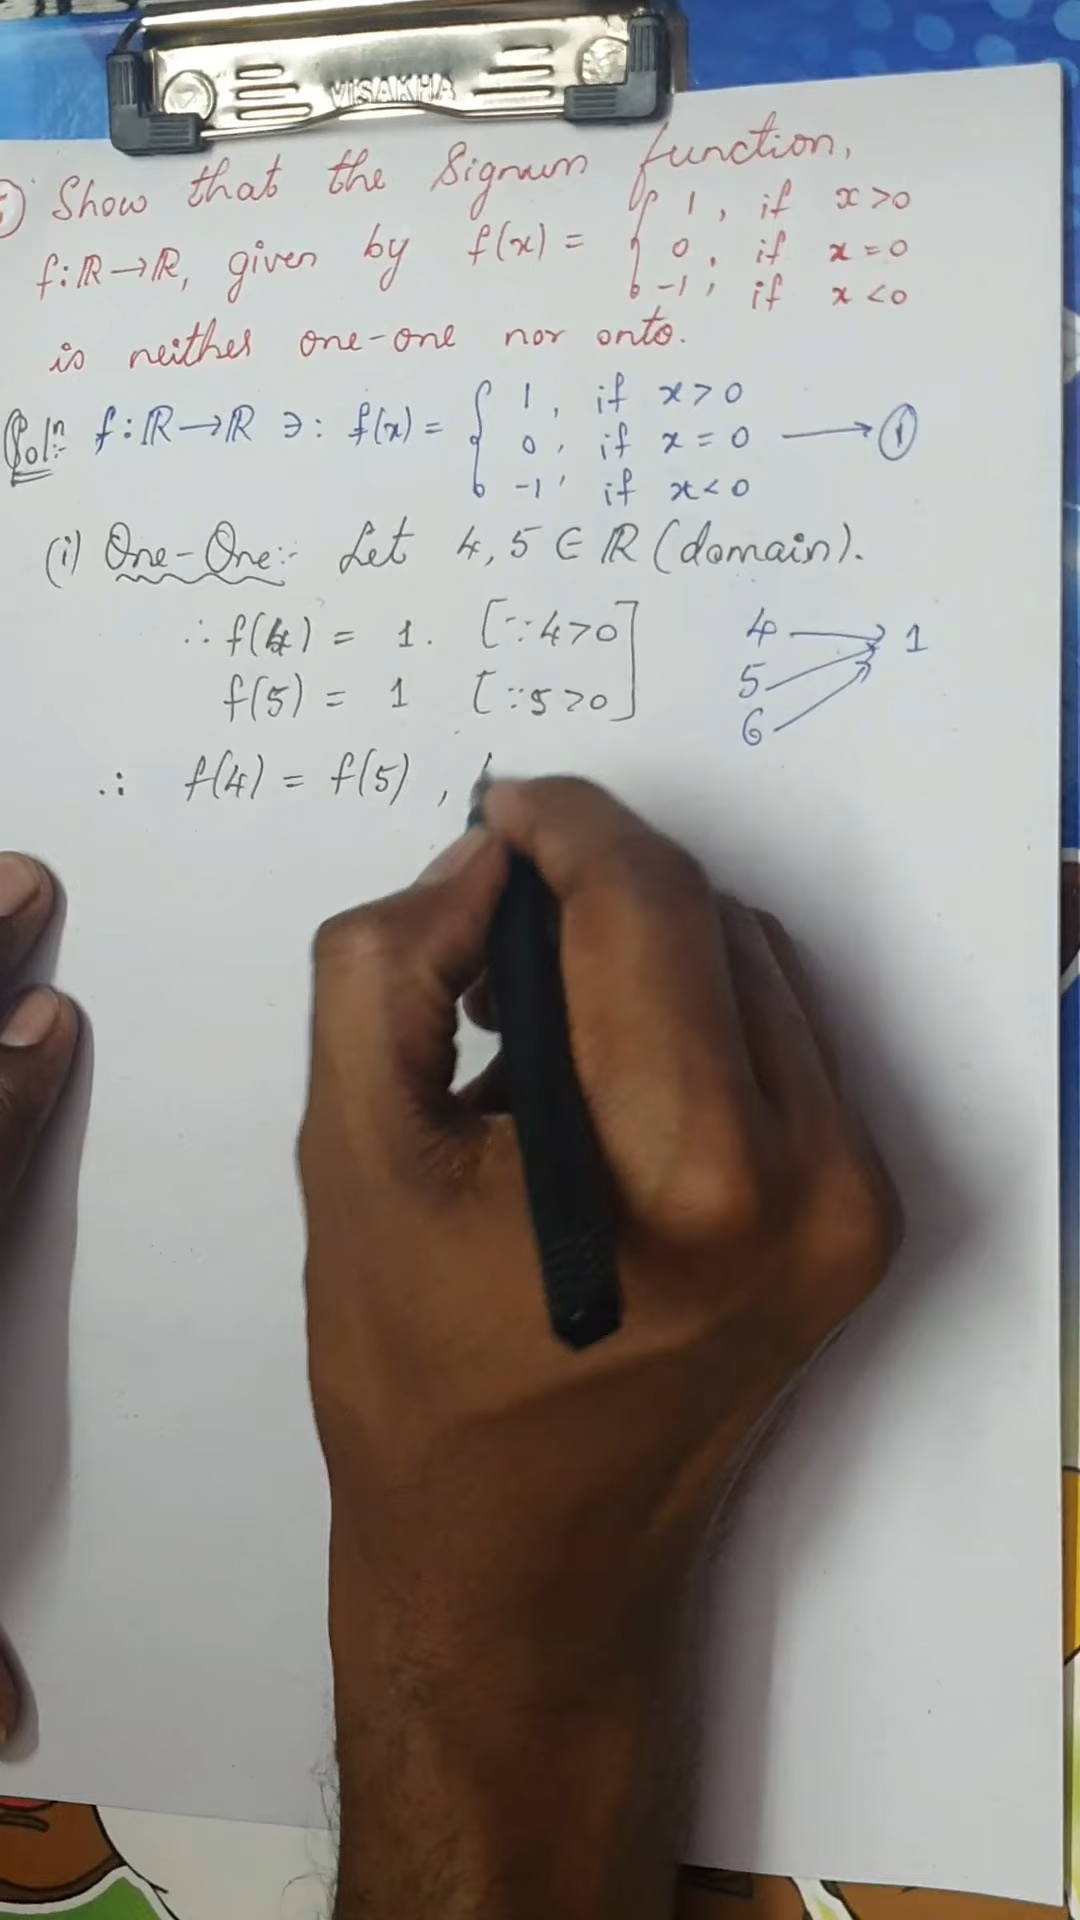 VISAKHA
Show that the Signum function,
f:ℝ→ℝ, given by f(x) = { 1, if x>0
0, if x=0
-1, if x<0
is neither one-one nor onto.
Solⁿ:- f:ℝ→ℝ ∋: f(x) = { 1, if x>0
0, if x=0 → ①
-1, if x<0
(i) One-One:- Let 4,5 ∈ ℝ (domain).
∴ f(4) = 1. [∵4>0]
f(5) = 1 [∵5>0]
4 → 1
5
6
∴ f(4) = f(5) ,